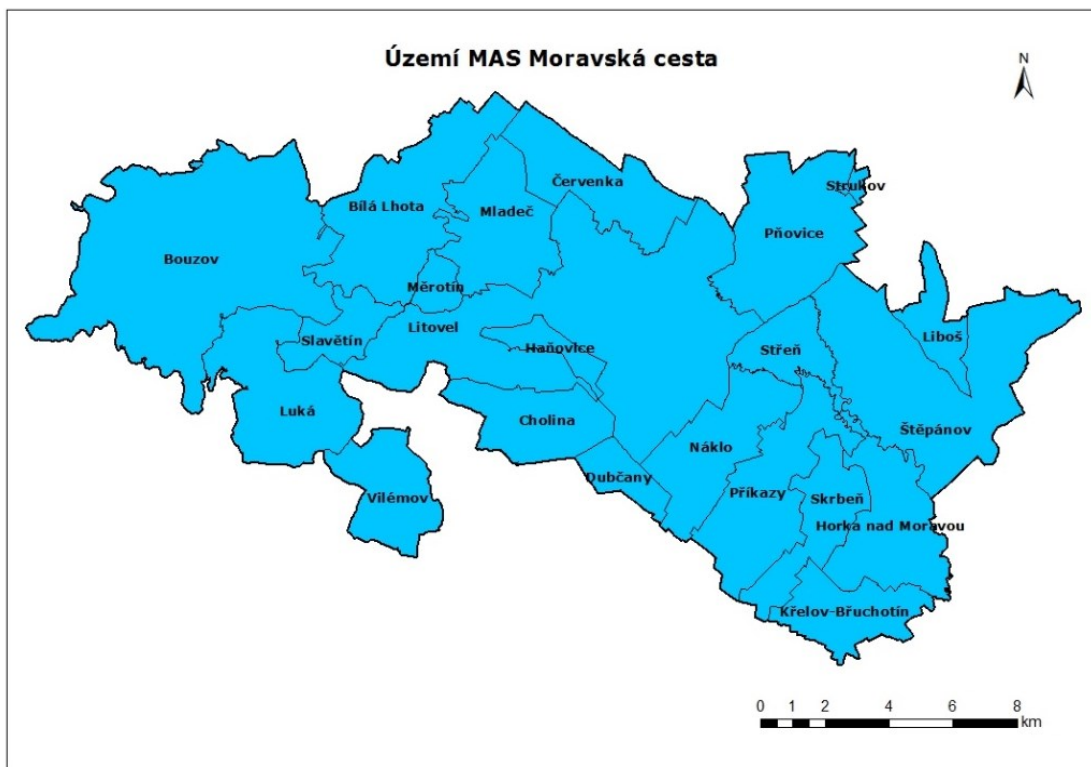 Území MAS Moravská cesta
N
Červenka
Strukov
Bílá Lhota
Mladeč
Pňovice
Bouzov
Měrotín
Litovel
Slavětín
Haňovice
Střeň
Liboš
Luká
Cholina
Štěpánov
Náklo
Dubčany
Vilémov
Příkazy
Skrbeň
Horka nad Moravou
Křelov-Břuchotín
0 1 2 4 6 8
km